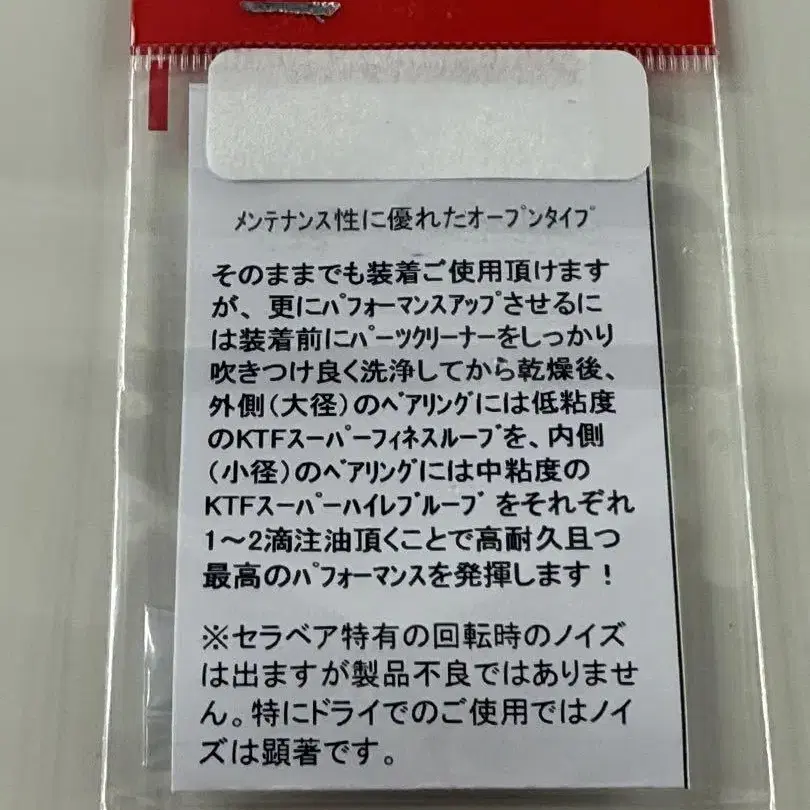 ﾒﾝﾃﾅﾝｽ性に優れたｵｰﾌﾟﾝﾀｲﾌﾟ
そのままでも装着ご使用頂けます
が、更にﾊﾟﾌｫｰﾏﾝｽｱｯﾌﾟさせるに
は装着前にﾊﾟｰﾂｸﾘｰﾅｰをしっかり
吹きつけ良く洗浄してから乾燥後、
外側（大径）のﾍﾞｱﾘﾝｸﾞには低粘度
のKTFｽｰﾊﾟｰﾌｨﾈｽﾙｰﾌﾞを、内側
（小径）のﾍﾞｱﾘﾝｸﾞには中粘度の
KTFｽｰﾊﾟｰﾊｲﾚﾌﾞﾙｰﾌﾞをそれぞれ
1～2滴注油頂くことで高耐久且つ
最高のﾊﾟﾌｫｰﾏﾝｽを発揮します！
※セラベア特有の回転時のノイズ
は出ますが製品不良ではありませ
ん。特にドライでのご使用ではノイ
ズは顕著です。